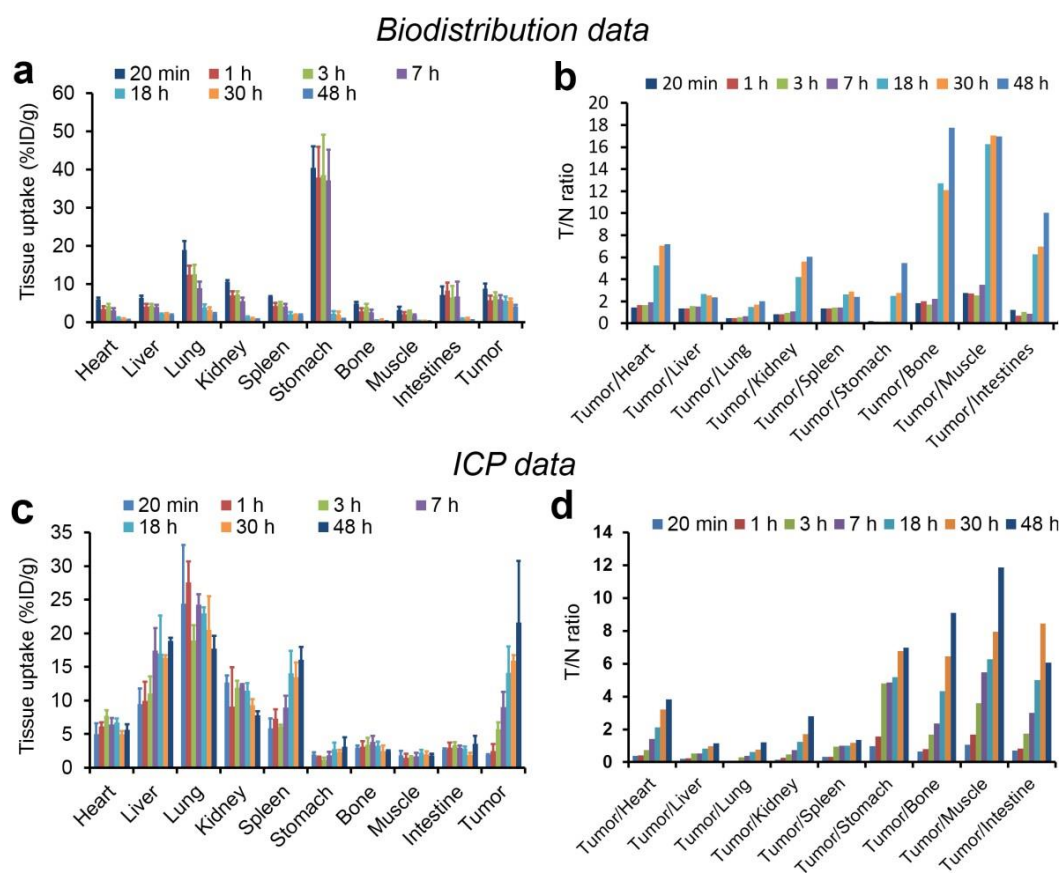 Biodistribution data
a
20 min 1 h 3 h 7 h
18 h 30 h 48 h
Tissue uptake (%ID/g)
60
50
40
30
20
10
0
Heart
Liver
Lung
Kidney
Spleen
Stomach
Bone
Muscle
Intestines
Tumor
b
20 min 1 h 3 h 7 h 18 h 30 h 48 h
T/N ratio
20
18
16
14
12
10
8
6
4
2
0
Tumor/Heart
Tumor/Liver
Tumor/Lung
Tumor/Kidney
Tumor/Spleen
Tumor/Stomach
Tumor/Bone
Tumor/Muscle
Tumor/Intestines
ICP data
c
20 min 1 h 3 h 7 h
18 h 30 h 48 h
Tissue uptake (%ID/g)
35
30
25
20
15
10
5
0
Heart
Liver
Lung
Kidney
Spleen
Stomach
Bone
Muscle
Intestine
Tumor
d
20 min 1 h 3 h 7 h 18 h 30 h 48 h
T/N ratio
14
12
10
8
6
4
2
0
Tumor/Heart
Tumor/Liver
Tumor/Lung
Tumor/Kidney
Tumor/Spleen
Tumor/Stomach
Tumor/Bone
Tumor/Muscle
Tumor/Intestine